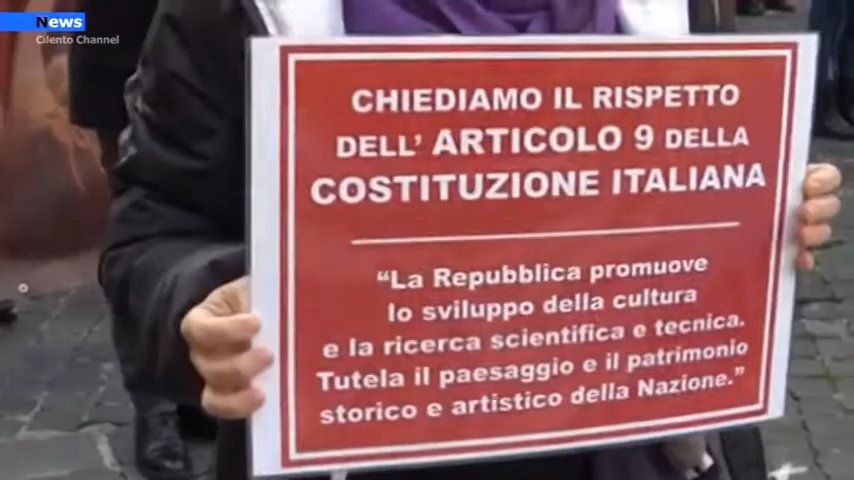 News
Cilento Channel
CHIEDIAMO IL RISPETTO
DELL' ARTICOLO 9 DELLA
COSTITUZIONE ITALIANA
“La Repubblica promuove
lo sviluppo della cultura
e la ricerca scientifica e tecnica.
Tutela il paesaggio e il patrimonio
storico e artistico della Nazione.”